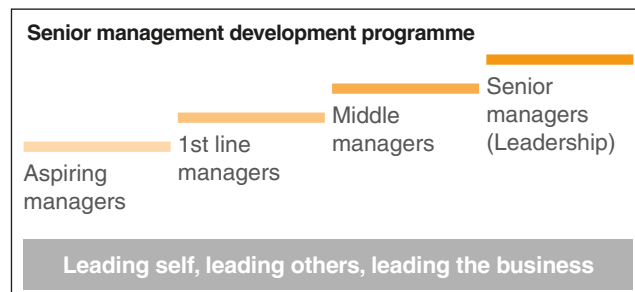 Senior management development programme
Aspiring
managers
1st line
managers
Middle
managers
Senior
managers
(Leadership)
Leading self, leading others, leading the business